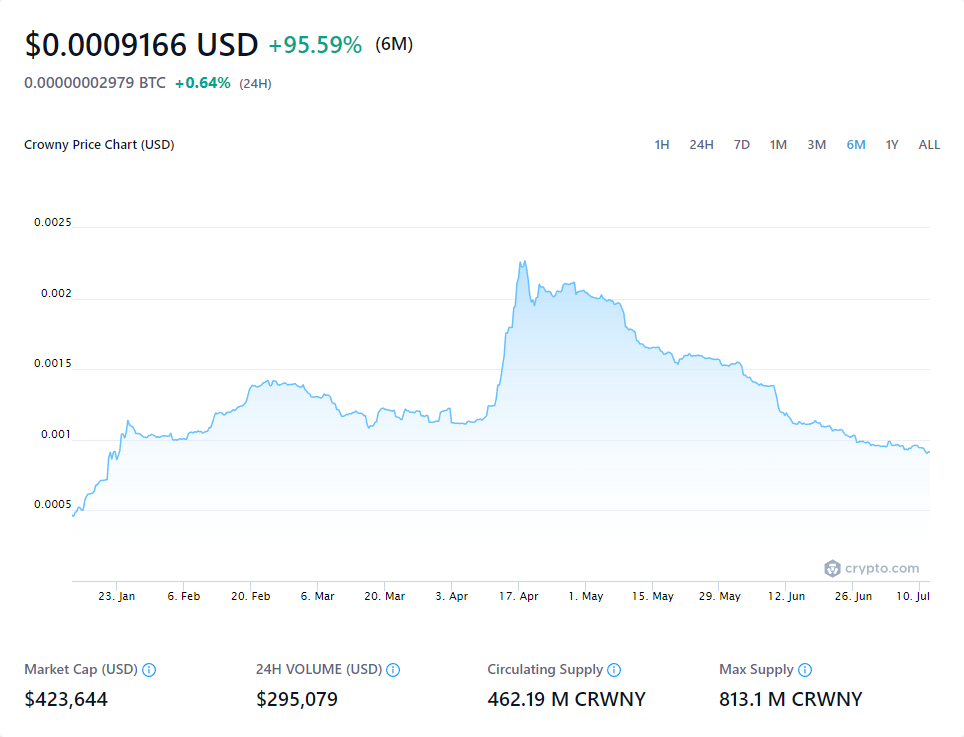 $0.0009166 USD +95.59% (6M)
0.00000002979 BTC +0.64% (24H)
Crowny Price Chart (USD) 1H 24H 7D 1M 3M 6M 1Y ALL
0.0025
0.002
0.0015
0.001
0.0005
crypto.com
23. Jan 6. Feb 20. Feb 6. Mar 20. Mar 3. Apr 17. Apr 1. May 15. May 29. May 12. Jun 26. Jun 10. Jul
Market Cap (USD) 24H VOLUME (USD) Circulating Supply Max Supply
$423,644 $295,079 462.19 M CRWNY 813.1 M CRWNY